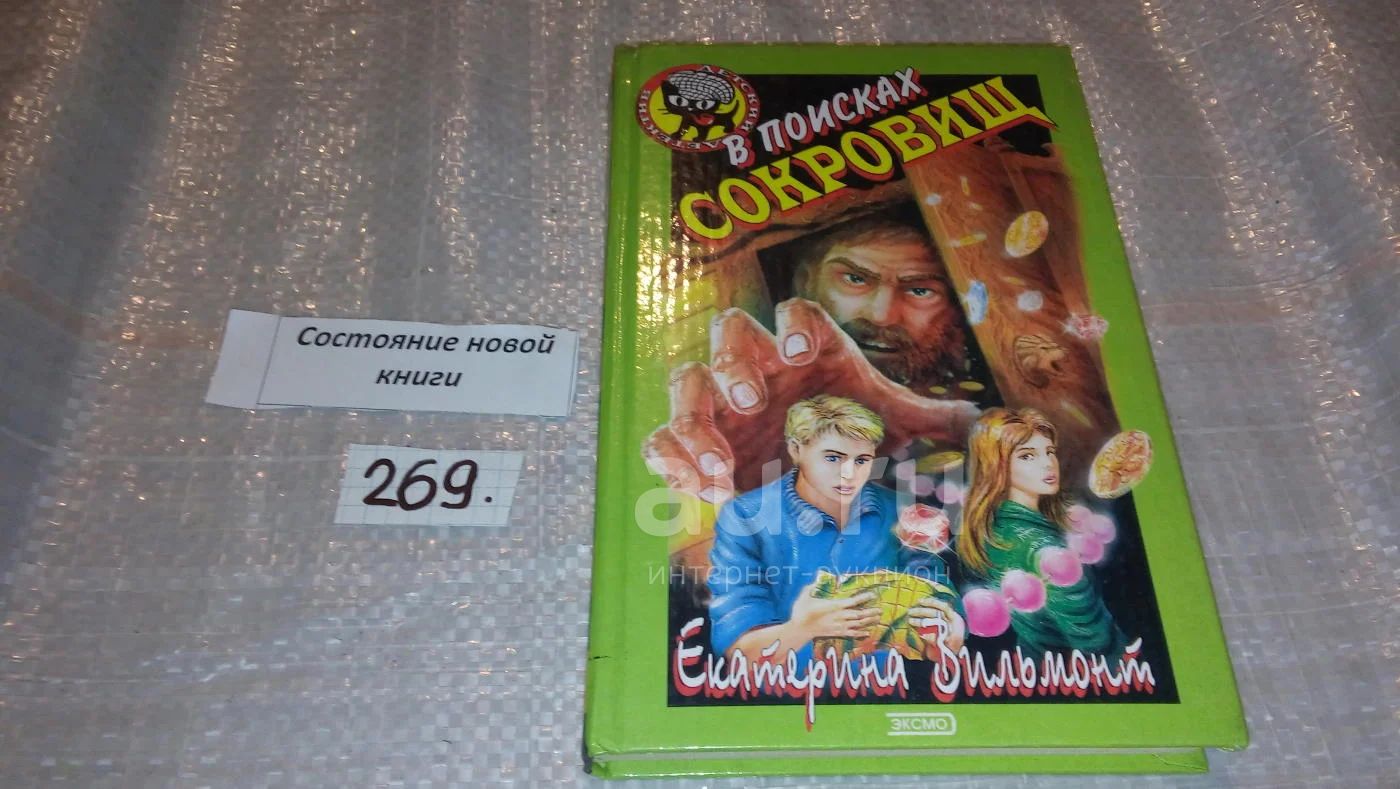 Состояние новой
книги
269.
ДЕТСКИЙ ДЕТЕКТИВ
В ПОИСКАХ
СОКРОВИЩ
au.ru
интернет-аукцион
Екатерина Вильмонт
ЭКСМО